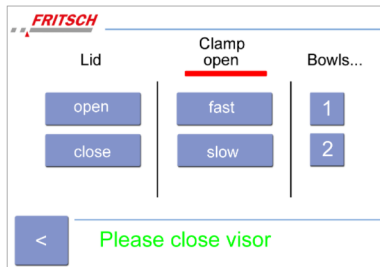 FRITSCH
Lid
Clamp
open
Bowls...
open
fast
1
close
slow
2
<
Please close visor